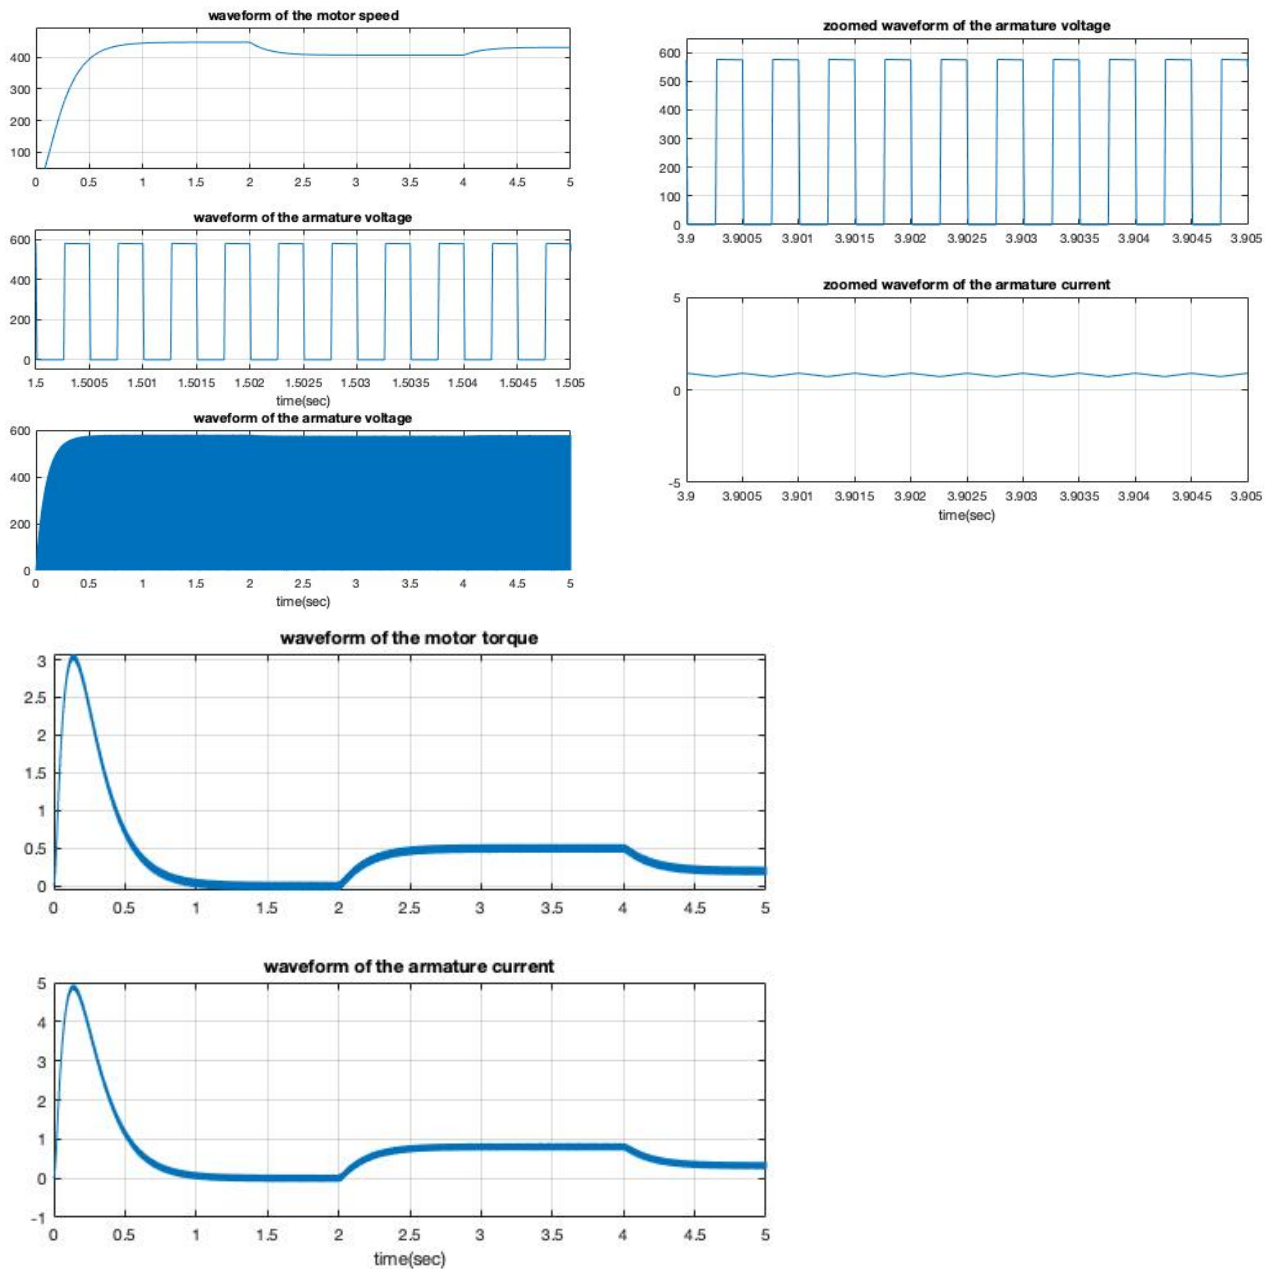 waveform of the motor speed
400
300
200
100
0 0.5 1 1.5 2 2.5 3 3.5 4 4.5 5
waveform of the armature voltage
600
400
200
0
1.5 1.5005 1.501 1.5015 1.502 1.5025 1.503 1.5035 1.504 1.5045 1.505
time(sec)
waveform of the armature voltage
600
400
200
0
0 0.5 1 1.5 2 2.5 3 3.5 4 4.5 5
time(sec)
zoomed waveform of the armature voltage
600
500
400
300
200
100
0
3.9 3.9005 3.901 3.9015 3.902 3.9025 3.903 3.9035 3.904 3.9045 3.905
zoomed waveform of the armature current
5
0
-5
3.9 3.9005 3.901 3.9015 3.902 3.9025 3.903 3.9035 3.904 3.9045 3.905
time(sec)
waveform of the motor torque
3
2.5
2
1.5
1
0.5
0
0 0.5 1 1.5 2 2.5 3 3.5 4 4.5 5
waveform of the armature current
5
4
3
2
1
0
-1
0 0.5 1 1.5 2 2.5 3 3.5 4 4.5 5
time(sec)